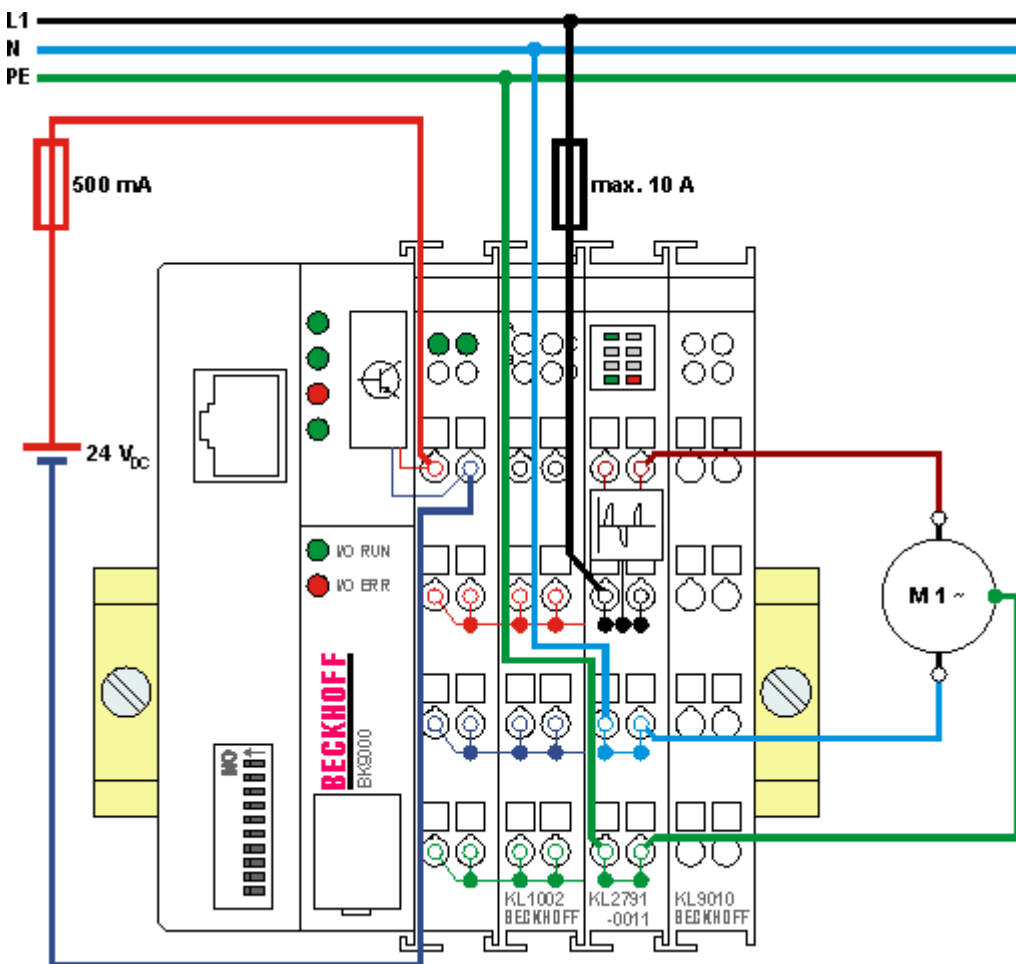 L1
N
PE
500 mA
max. 10 A
24 VDC
I/O RUN
I/O ERR
M 1 ~
BECKHOFF
BK9000
NO
KL1002
BECKHOFF
KL2791
-0011
KL9010
BECKHOFF